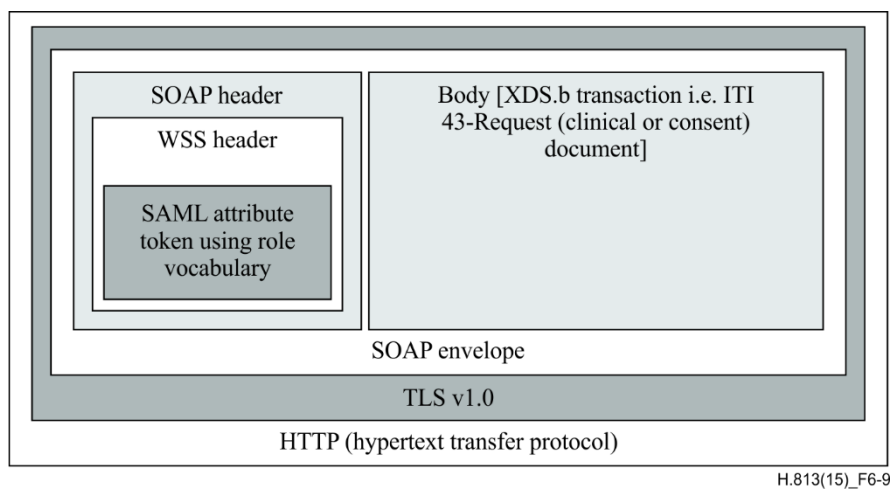 SOAP header
WSS header
SAML attribute
token using role
vocabulary
Body [XDS.b transaction i.e. ITI
43-Request (clinical or consent)
document]
SOAP envelope
TLS v1.0
HTTP (hypertext transfer protocol)
H.813(15)_F6-9